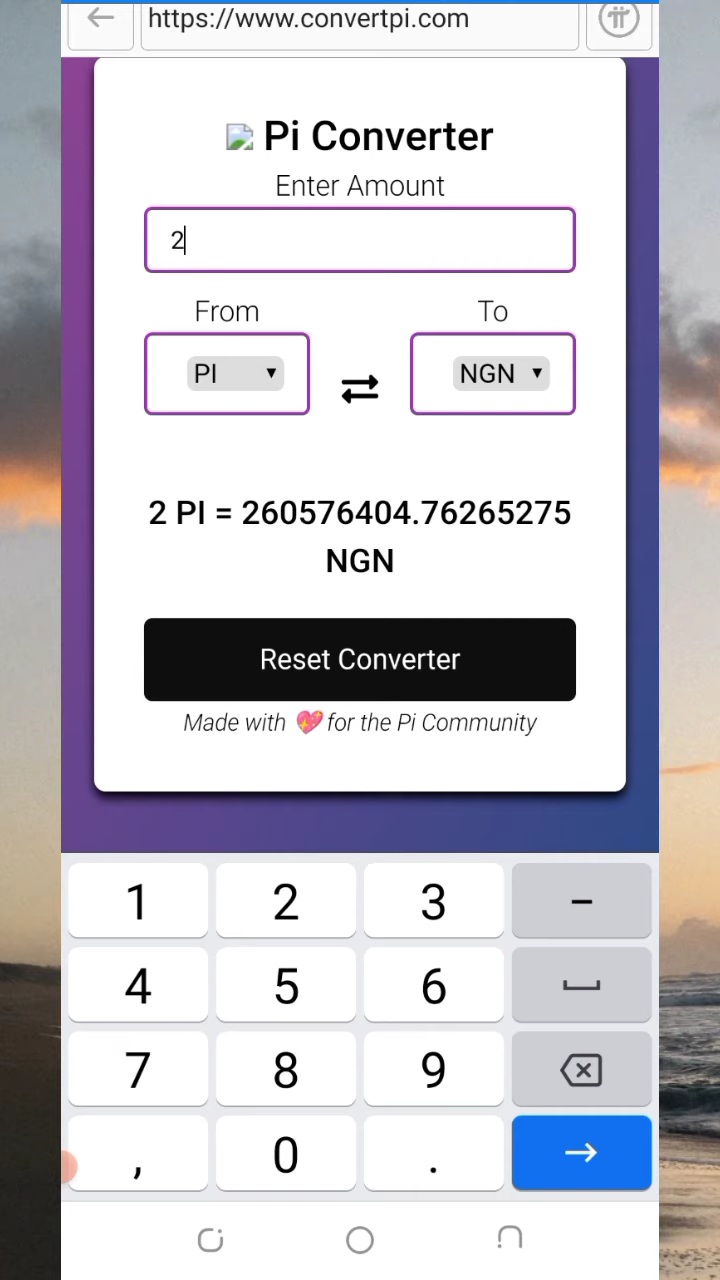 https://www.convertpi.com
Pi Converter
Enter Amount
2
From
To
PI
NGN
2 PI = 260576404.76265275
NGN
Reset Converter
Made with 💖 for the Pi Community
1 2 3 -
4 5 6
7 8 9
, 0 .